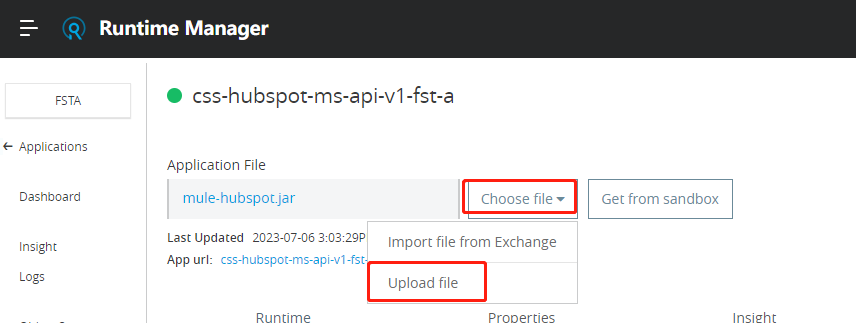 Runtime Manager
FSTA
css-hubspot-ms-api-v1-fst-a
Applications
Application File
mule-hubspot.jar
Choose file
Get from sandbox
Dashboard
Last Updated 2023-07-06 3:03:29P
Import file from Exchange
Insight
App url: css-hubspot-ms-api-v1-fst-
Logs
Upload file
Runtime
Properties
Insight